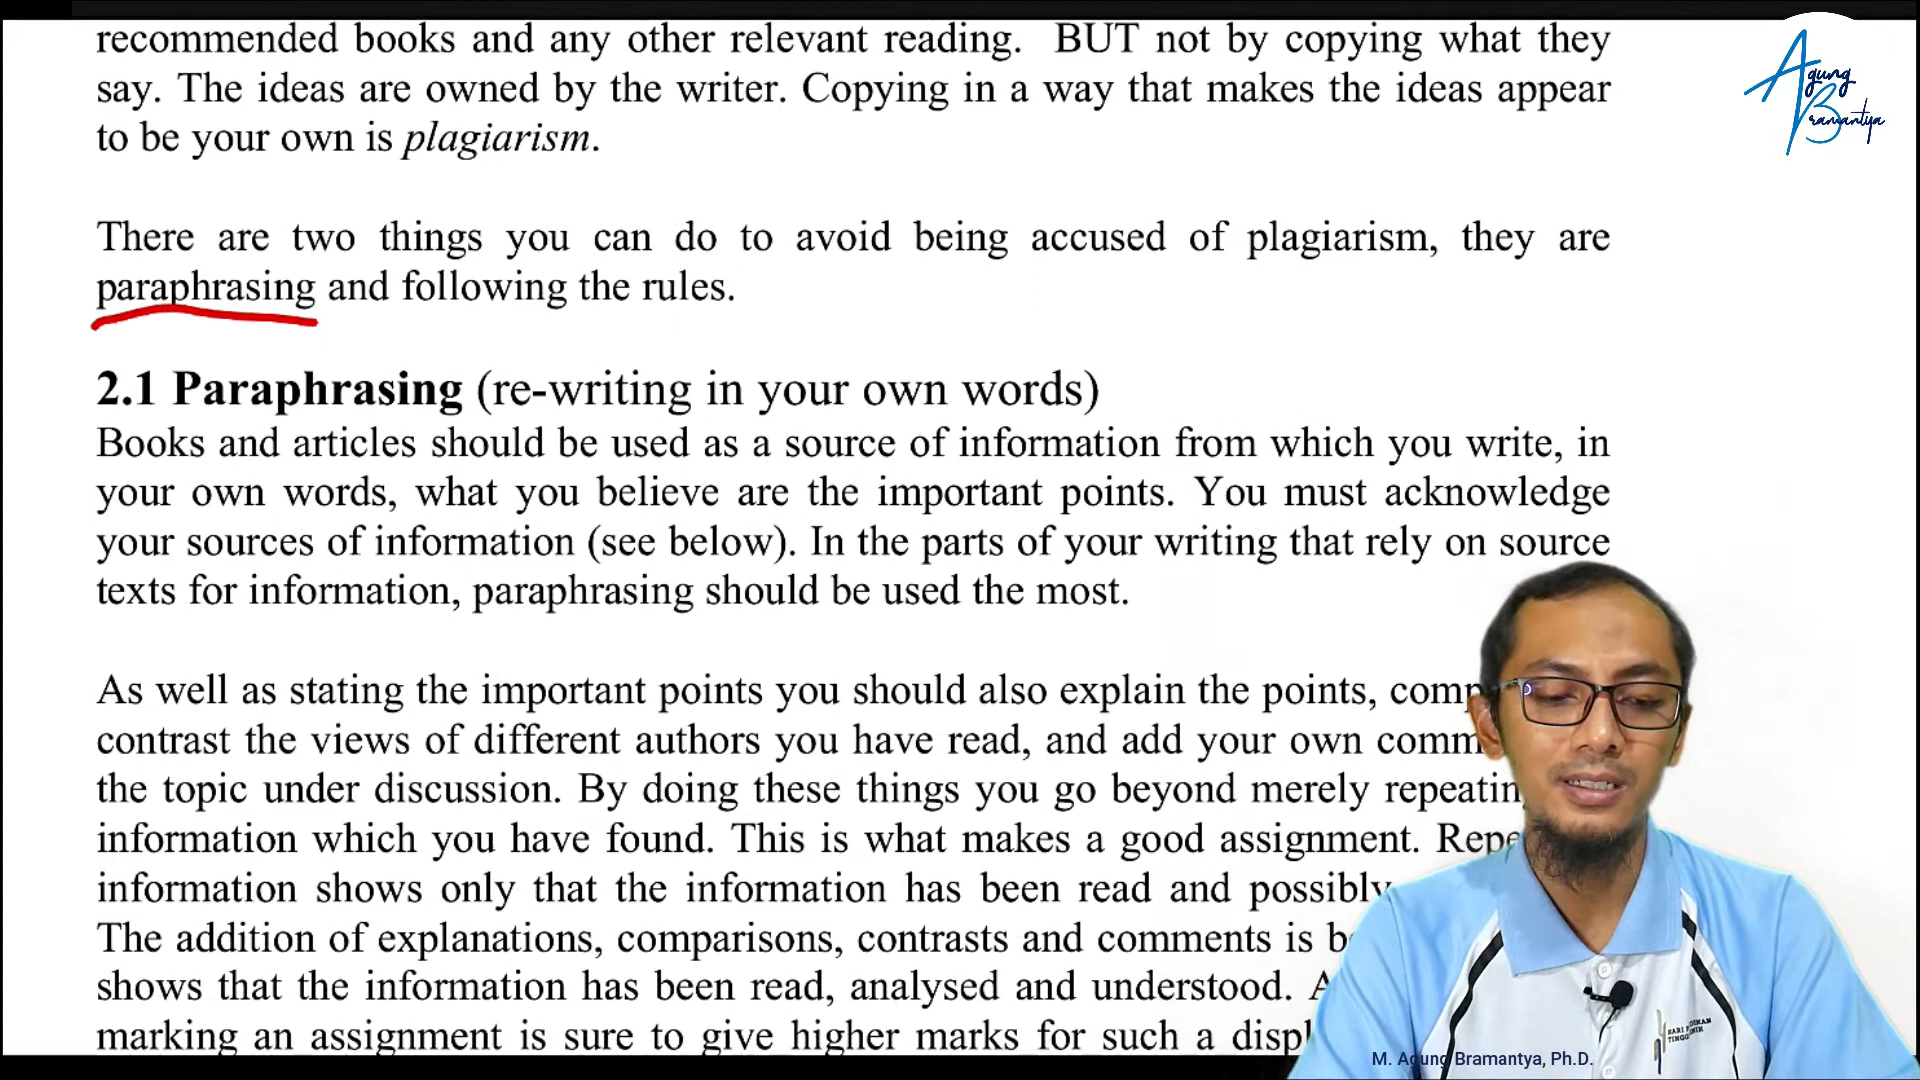 recommended books and any other relevant reading. BUT not by copying what they
say. The ideas are owned by the writer. Copying in a way that makes the ideas appear
to be your own is plagiarism.
There are two things you can do to avoid being accused of plagiarism, they are
paraphrasing and following the rules.
2.1 Paraphrasing (re-writing in your own words)
Books and articles should be used as a source of information from which you write, in
your own words, what you believe are the important points. You must acknowledge
your sources of information (see below). In the parts of your writing that rely on source
texts for information, paraphrasing should be used the most.
As well as stating the important points you should also explain the points,
contrast the views of different authors you have read, and add your own
the topic under discussion. By doing these things you go beyond merely
information which you have found. This is what makes a good assignment.
information shows only that the information has been read and possibly
The addition of explanations, comparisons, contrasts and comments is
shows that the information has been read, analysed and understood.
marking an assignment is sure to give higher marks for such a
Agung
Bramantya
M. Agung Bramantya, Ph.D.